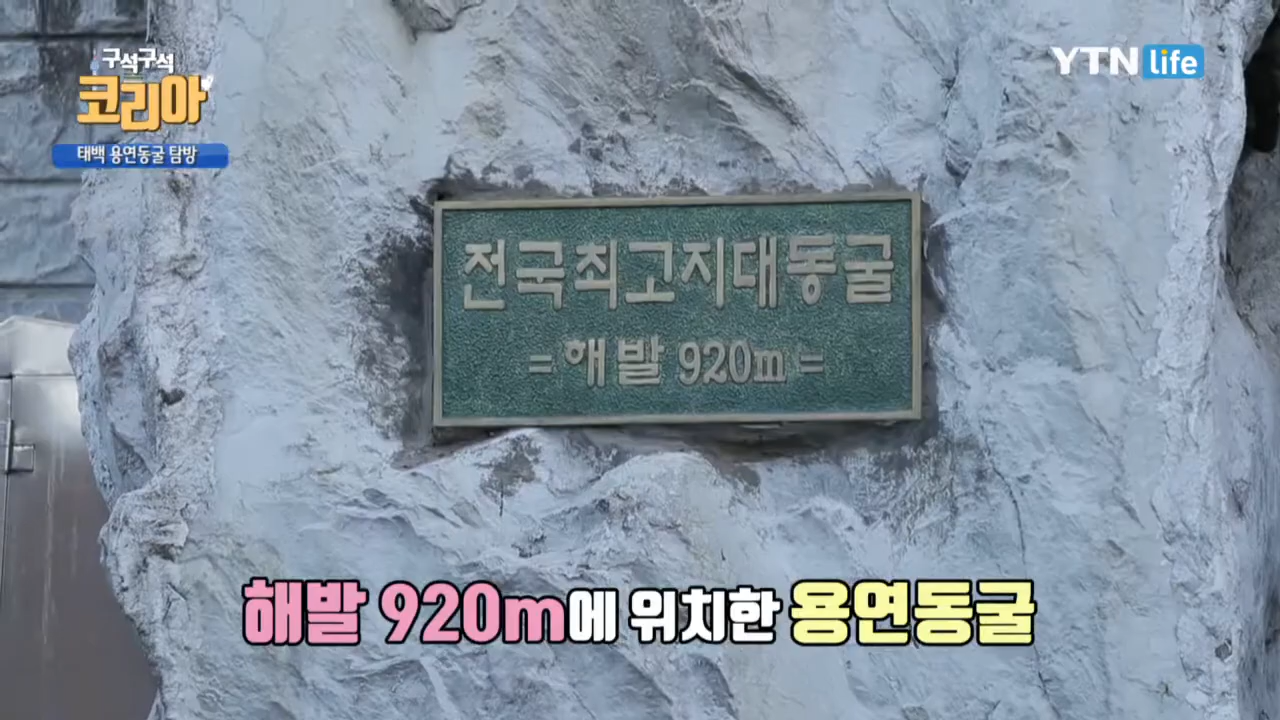 구석구석
코리아
태백 용연동굴 탐방
YTN life
전국최고지대동굴
=해발 920m=
해발 920m에 위치한 용연동굴